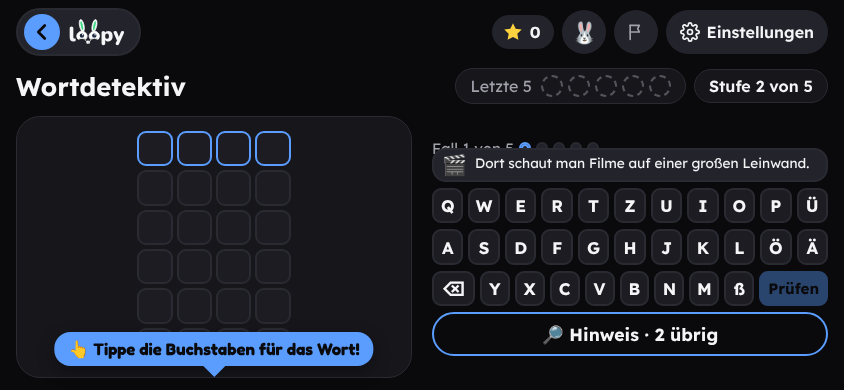 loopy
⭐ 0
Einstellungen
Wortdetektiv
Letzte 5
Stufe 2 von 5
Fall 1 von 5
Dort schaut man Filme auf einer großen Leinwand.
Q W E R T Z U I O P Ü
A S D F G H J K L Ö Ä
Y X C V B N M ß Prüfen
Hinweis · 2 übrig
Tippe die Buchstaben für das Wort!